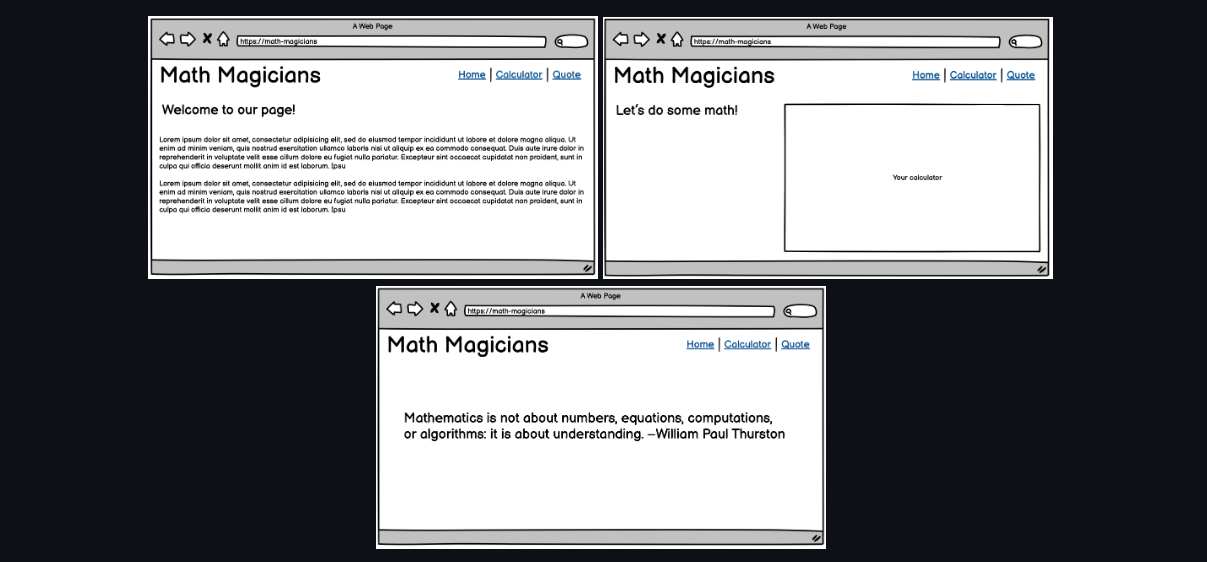 A Web Page
https://math-magicians
Math Magicians
Home | Calculator | Quote
Welcome to our page!
Lorem ipsum dolor sit amet, consectetur adipisicing elit, sed do eiusmod tempor incididunt ut labore et dolore magna aliqua. Ut
enim ad minim veniam, quis nostrud exercitation ullamco laboris nisi ut aliquip ex ea commodo consequat. Duis aute irure dolor in
reprehenderit in voluptate velit esse cillum dolore eu fugiat nulla pariatur. Excepteur sint occaecat cupidatat non proident, sunt in
culpa qui officia deserunt mollit anim id est laborum. Ipsu
Lorem ipsum dolor sit amet, consectetur adipisicing elit, sed do eiusmod tempor incididunt ut labore et dolore magna aliqua. Ut
enim ad minim veniam, quis nostrud exercitation ullamco laboris nisi ut aliquip ex ea commodo consequat. Duis aute irure dolor in
reprehenderit in voluptate velit esse cillum dolore eu fugiat nulla pariatur. Excepteur sint occaecat cupidatat non proident, sunt in
culpa qui officia deserunt mollit anim id est laborum. Ipsu
A Web Page
https://math-magicians
Math Magicians
Home | Calculator | Quote
Let's do some math!
Your calculator
A Web Page
https://math-magicians
Math Magicians
Home | Calculator | Quote
Mathematics is not about numbers, equations, computations,
or algorithms: it is about understanding. –William Paul Thurston